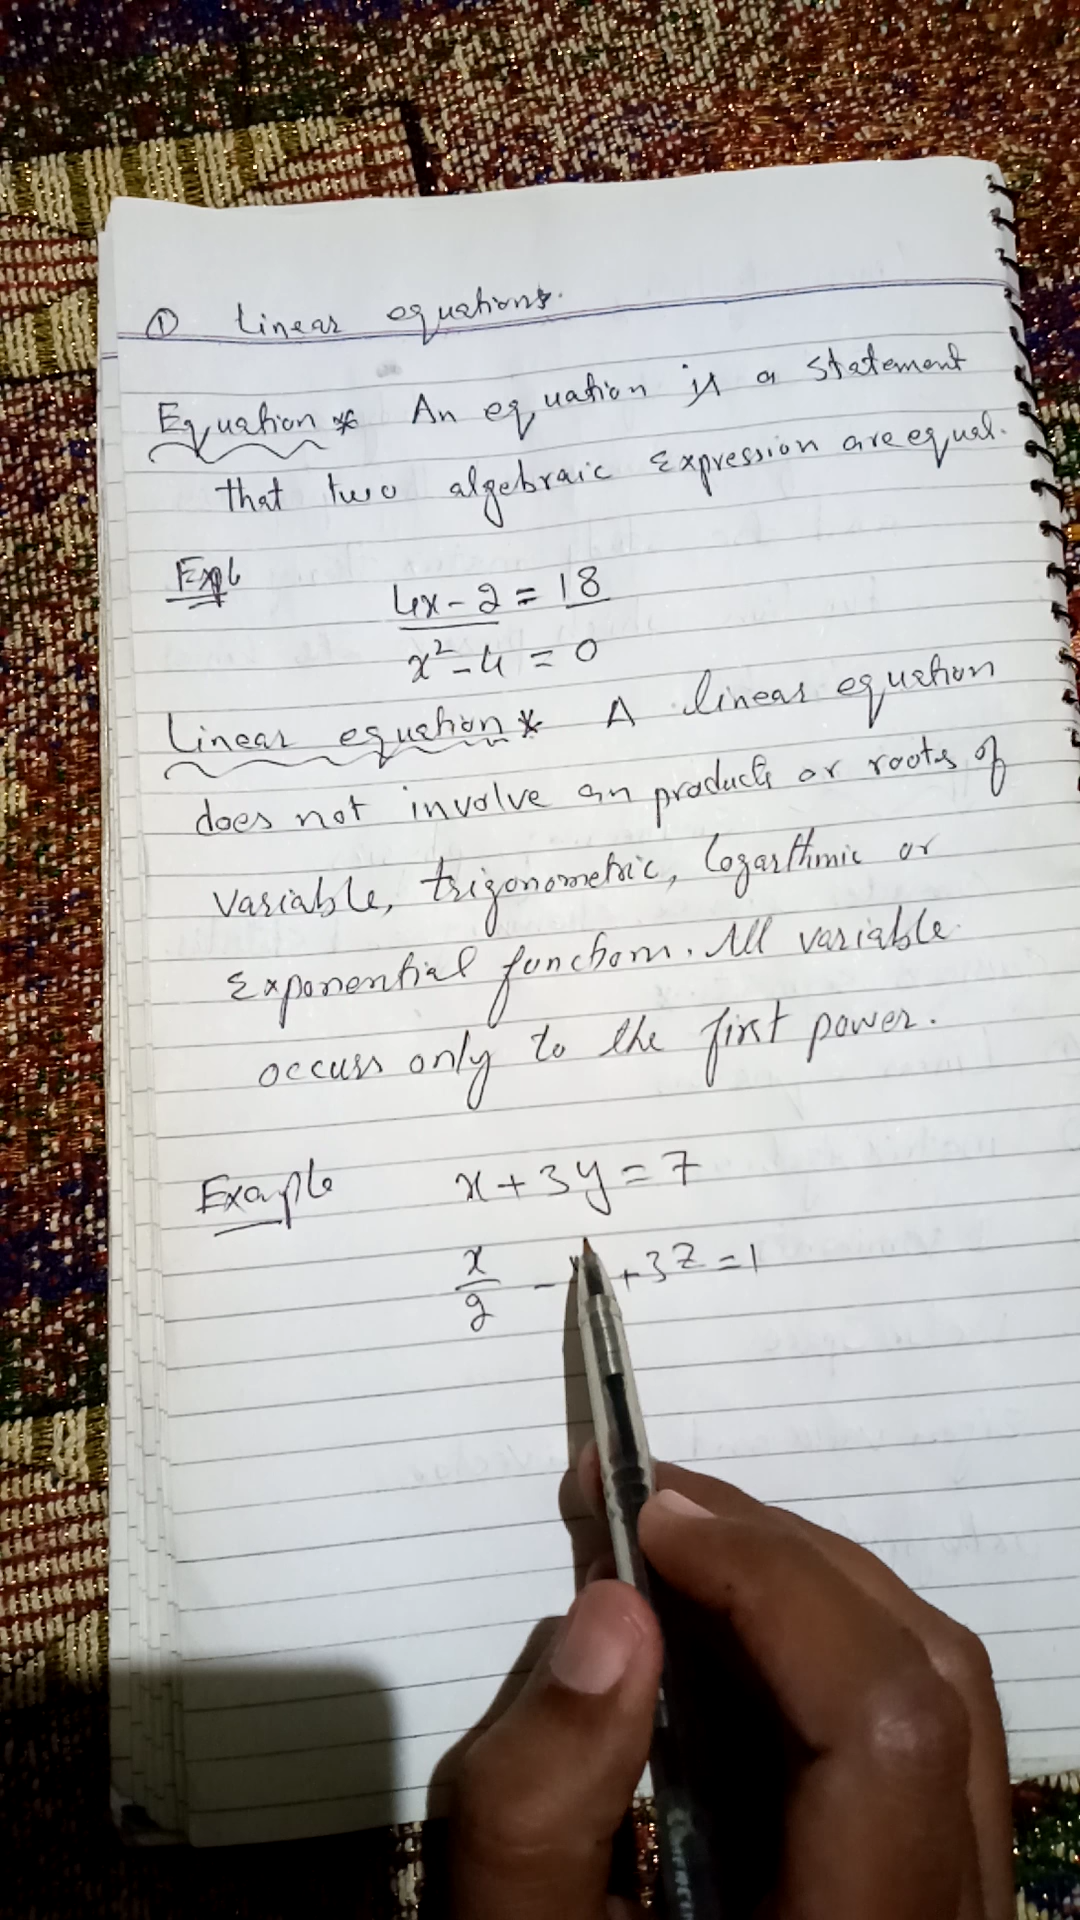 ① Linear equations.
Equation * An equation is a statement
that two algebraic Expression are equal.
Expl
4x - 2 = 18
x² - 4 = 0
Linear equation * A linear equation
does not involve an products or roots of
variable, trigonometric, logarthmic or
Exponential function. All variable
occurs only to the first power.
Example x + 3y = 7
x/2 - + 3z = 1